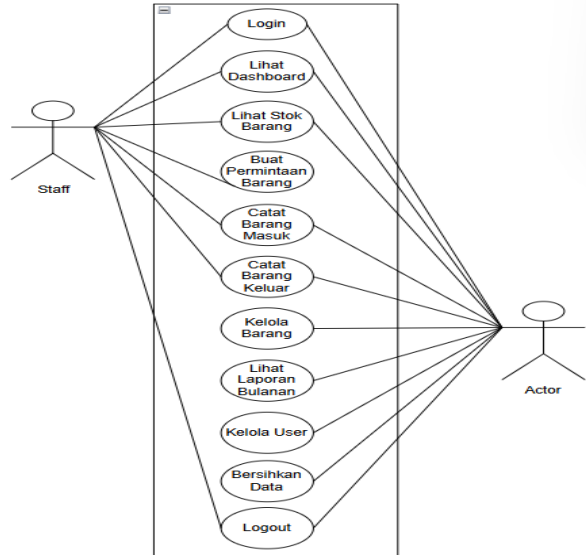 Login
Lihat
Dashboard
Lihat Stok
Barang
Buat
Permintaan
Barang
Staff
Catat
Barang
Masuk
Catat
Barang
Keluar
Kelola
Barang
Lihat
Laporan
Bulanan
Actor
Kelola User
Bersihkan
Data
Logout